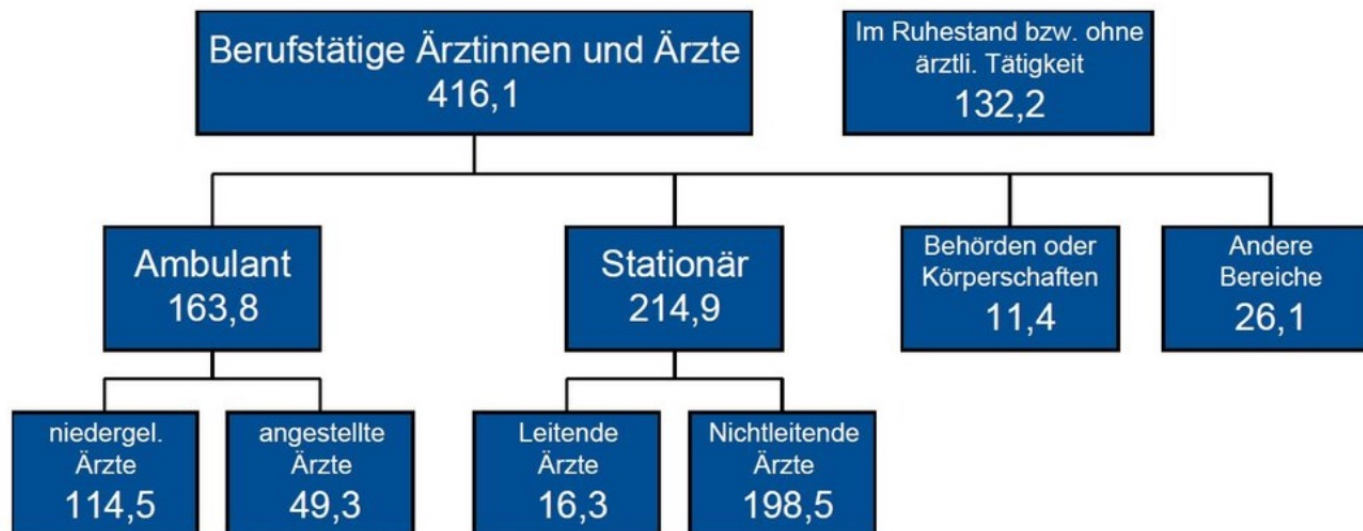 Berufstätige Ärztinnen und Ärzte
416,1
Im Ruhestand bzw. ohne
ärztli. Tätigkeit
132,2
Ambulant
163,8
Stationär
214,9
Behörden oder
Körperschaften
11,4
Andere
Bereiche
26,1
niedergel.
Ärzte
114,5
angestellte
Ärzte
49,3
Leitende
Ärzte
16,3
Nichtleitende
Ärzte
198,5